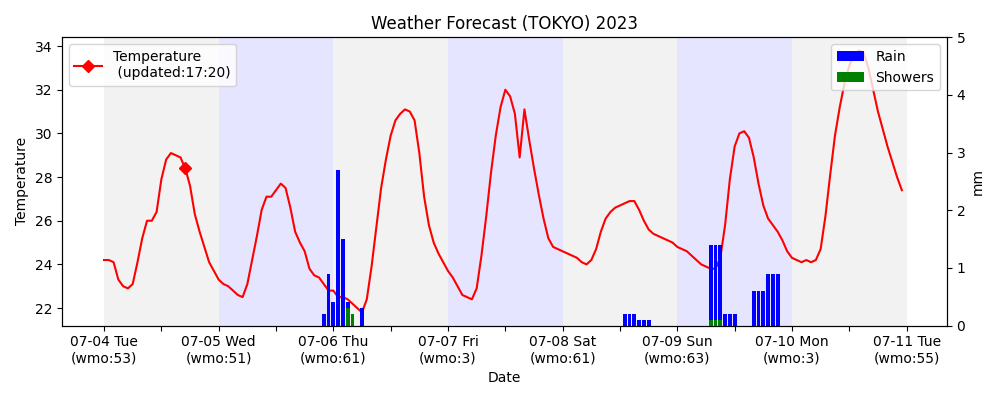 Weather Forecast (TOKYO) 2023
Temperature
(updated:17:20)
Rain
Showers
34
32
30
28
26
24
22
Temperature
5
4
3
2
1
0
mm
07-04 Tue
(wmo:53)
07-05 Wed
(wmo:51)
07-06 Thu
(wmo:61)
07-07 Fri
(wmo:3)
07-08 Sat
(wmo:61)
07-09 Sun
(wmo:63)
07-10 Mon
(wmo:3)
07-11 Tue
(wmo:55)
Date